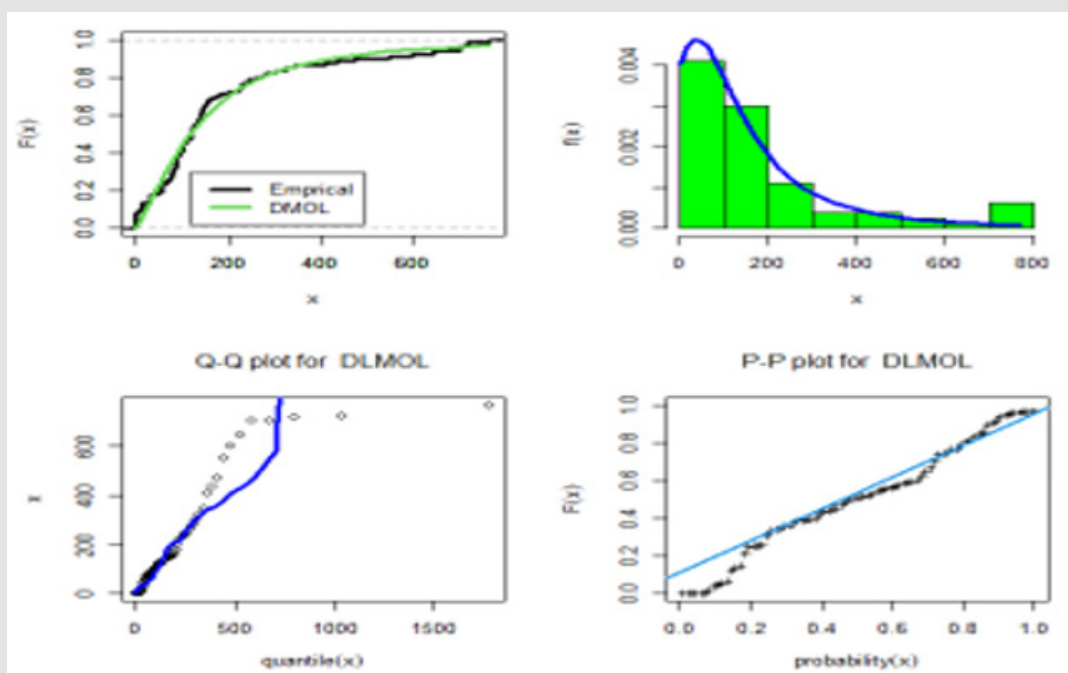 F(x)
0.0 0.2 0.4 0.6 0.8 1.0
Emprical
DMOL
0 200 400 600
x
f(x)
0.000 0.002 0.004
0 200 400 600 800
x
Q-Q plot for DLMOL
x
0 200 400 600
0 500 1000 1500
quantile(x)
P-P plot for DLMOL
F(x)
0.0 0.2 0.4 0.6 0.8 1.0
0.0 0.2 0.4 0.6 0.8 1.0
probability(x)